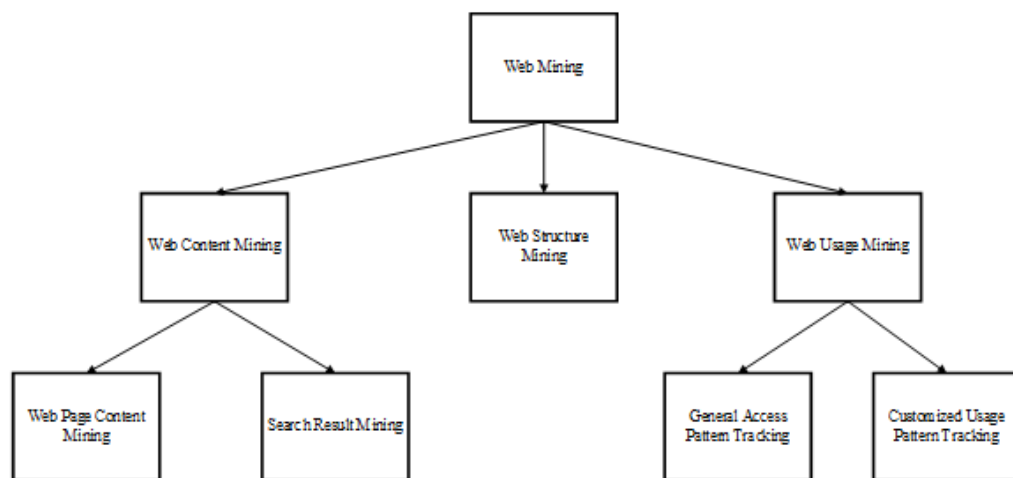 Web Mining
Web Content Mining
Web Structure
Mining
Web Usage Mining
Web Page Content
Mining
Search Result Mining
General Access
Pattern Tracking
Customized Usage
Pattern Tracking